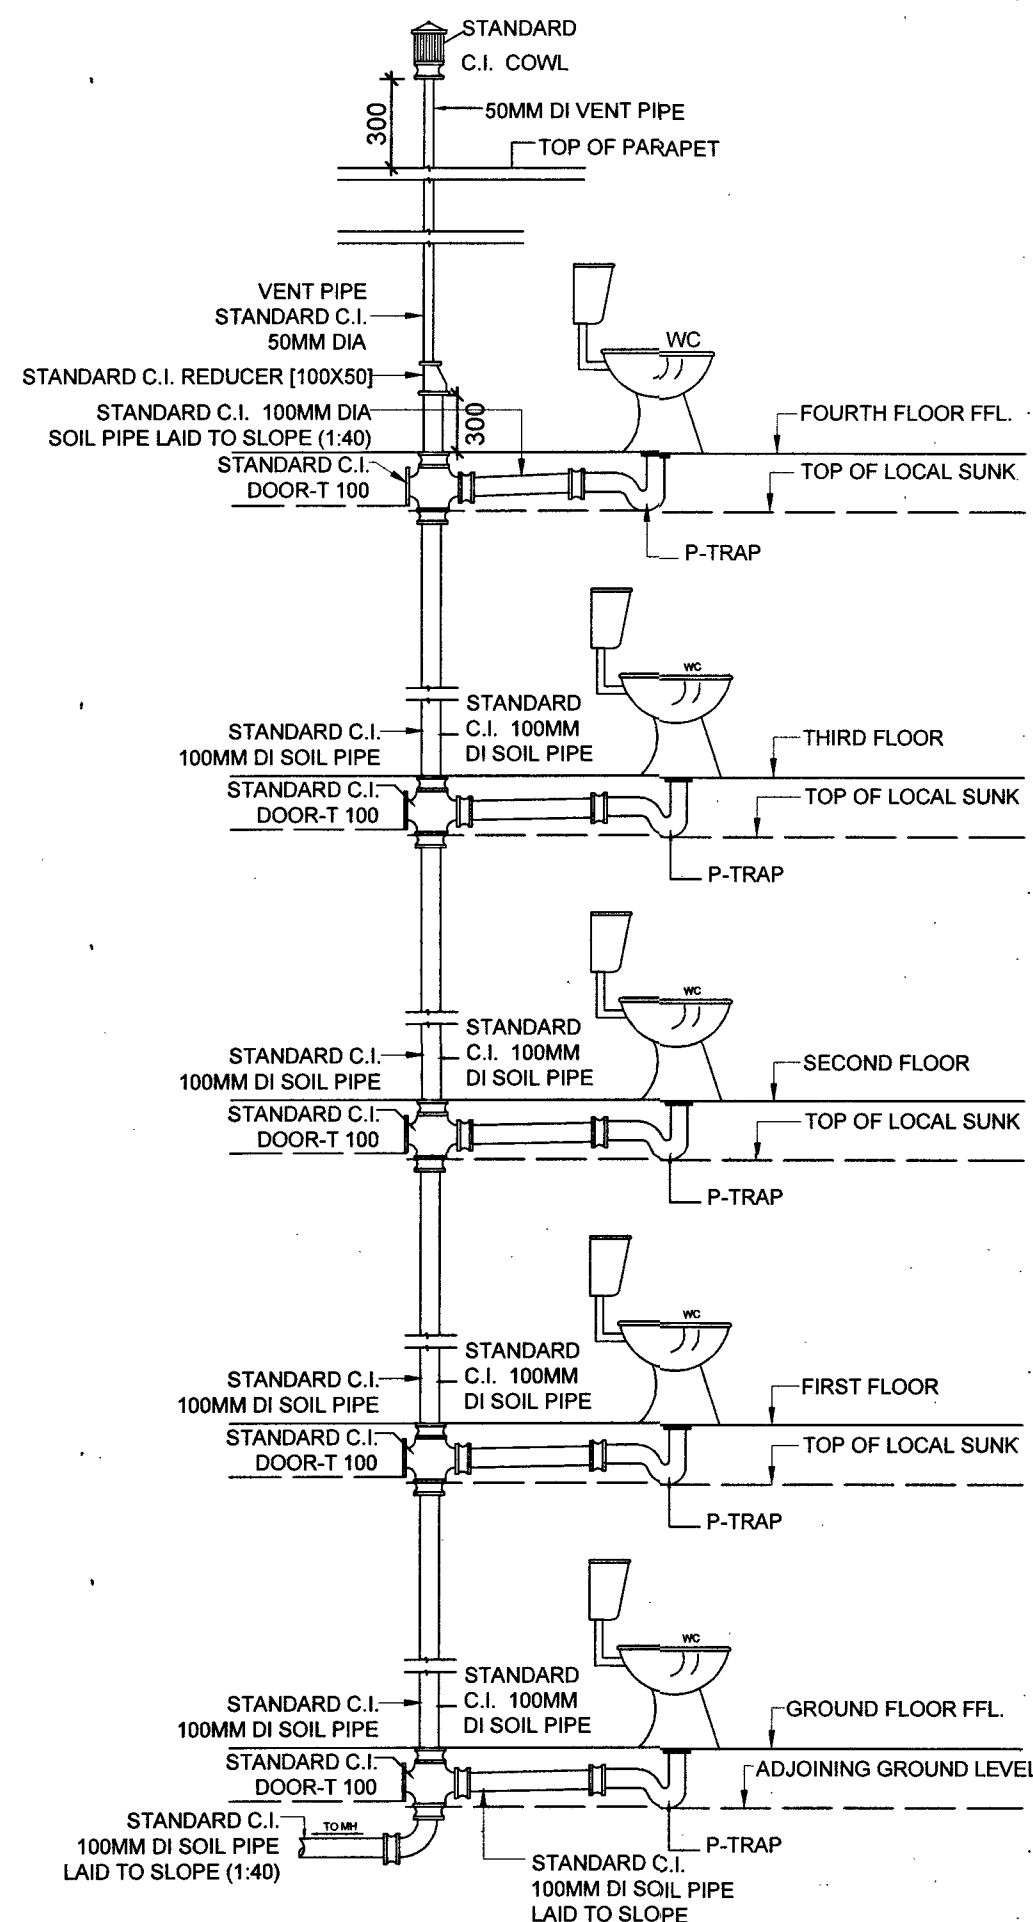 STANDARD
C.I. COWL
300
50MM DI VENT PIPE
TOP OF PARAPET
VENT PIPE
STANDARD C.I.
50MM DIA
WC
STANDARD C.I. REDUCER [100X50]
STANDARD C.I. 100MM DIA
SOIL PIPE LAID TO SLOPE (1:40)
300
FOURTH FLOOR FFL.
STANDARD C.I.
DOOR-T 100
TOP OF LOCAL SUNK
P-TRAP
WC
STANDARD C.I.
100MM DI SOIL PIPE
STANDARD
C.I. 100MM
DI SOIL PIPE
THIRD FLOOR
STANDARD C.I.
DOOR-T 100
TOP OF LOCAL SUNK
P-TRAP
WC
STANDARD C.I.
100MM DI SOIL PIPE
STANDARD
C.I. 100MM
DI SOIL PIPE
SECOND FLOOR
STANDARD C.I.
DOOR-T 100
TOP OF LOCAL SUNK
P-TRAP
WC
STANDARD C.I.
100MM DI SOIL PIPE
STANDARD
C.I. 100MM
DI SOIL PIPE
FIRST FLOOR
STANDARD C.I.
DOOR-T 100
TOP OF LOCAL SUNK
P-TRAP
WC
STANDARD C.I.
100MM DI SOIL PIPE
STANDARD
C.I. 100MM
DI SOIL PIPE
GROUND FLOOR FFL.
STANDARD C.I.
DOOR-T 100
ADJOINING GROUND LEVEL
P-TRAP
STANDARD C.I.
100MM DI SOIL PIPE
LAID TO SLOPE (1:40)
TO MH
STANDARD C.I.
100MM DI SOIL PIPE
LAID TO SLOPE